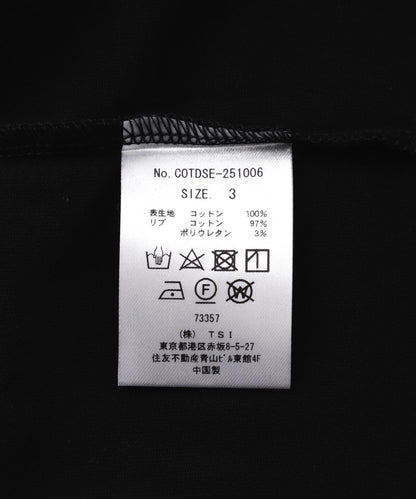 No. COTDSE-251006
SIZE. 3
表生地 コットン 100%
リブ コットン 97%
ポリウレタン 3%
F W
73357
(株) TSI
東京都港区赤坂8-5-27
住友不動産青山ビル東館4F
中国製